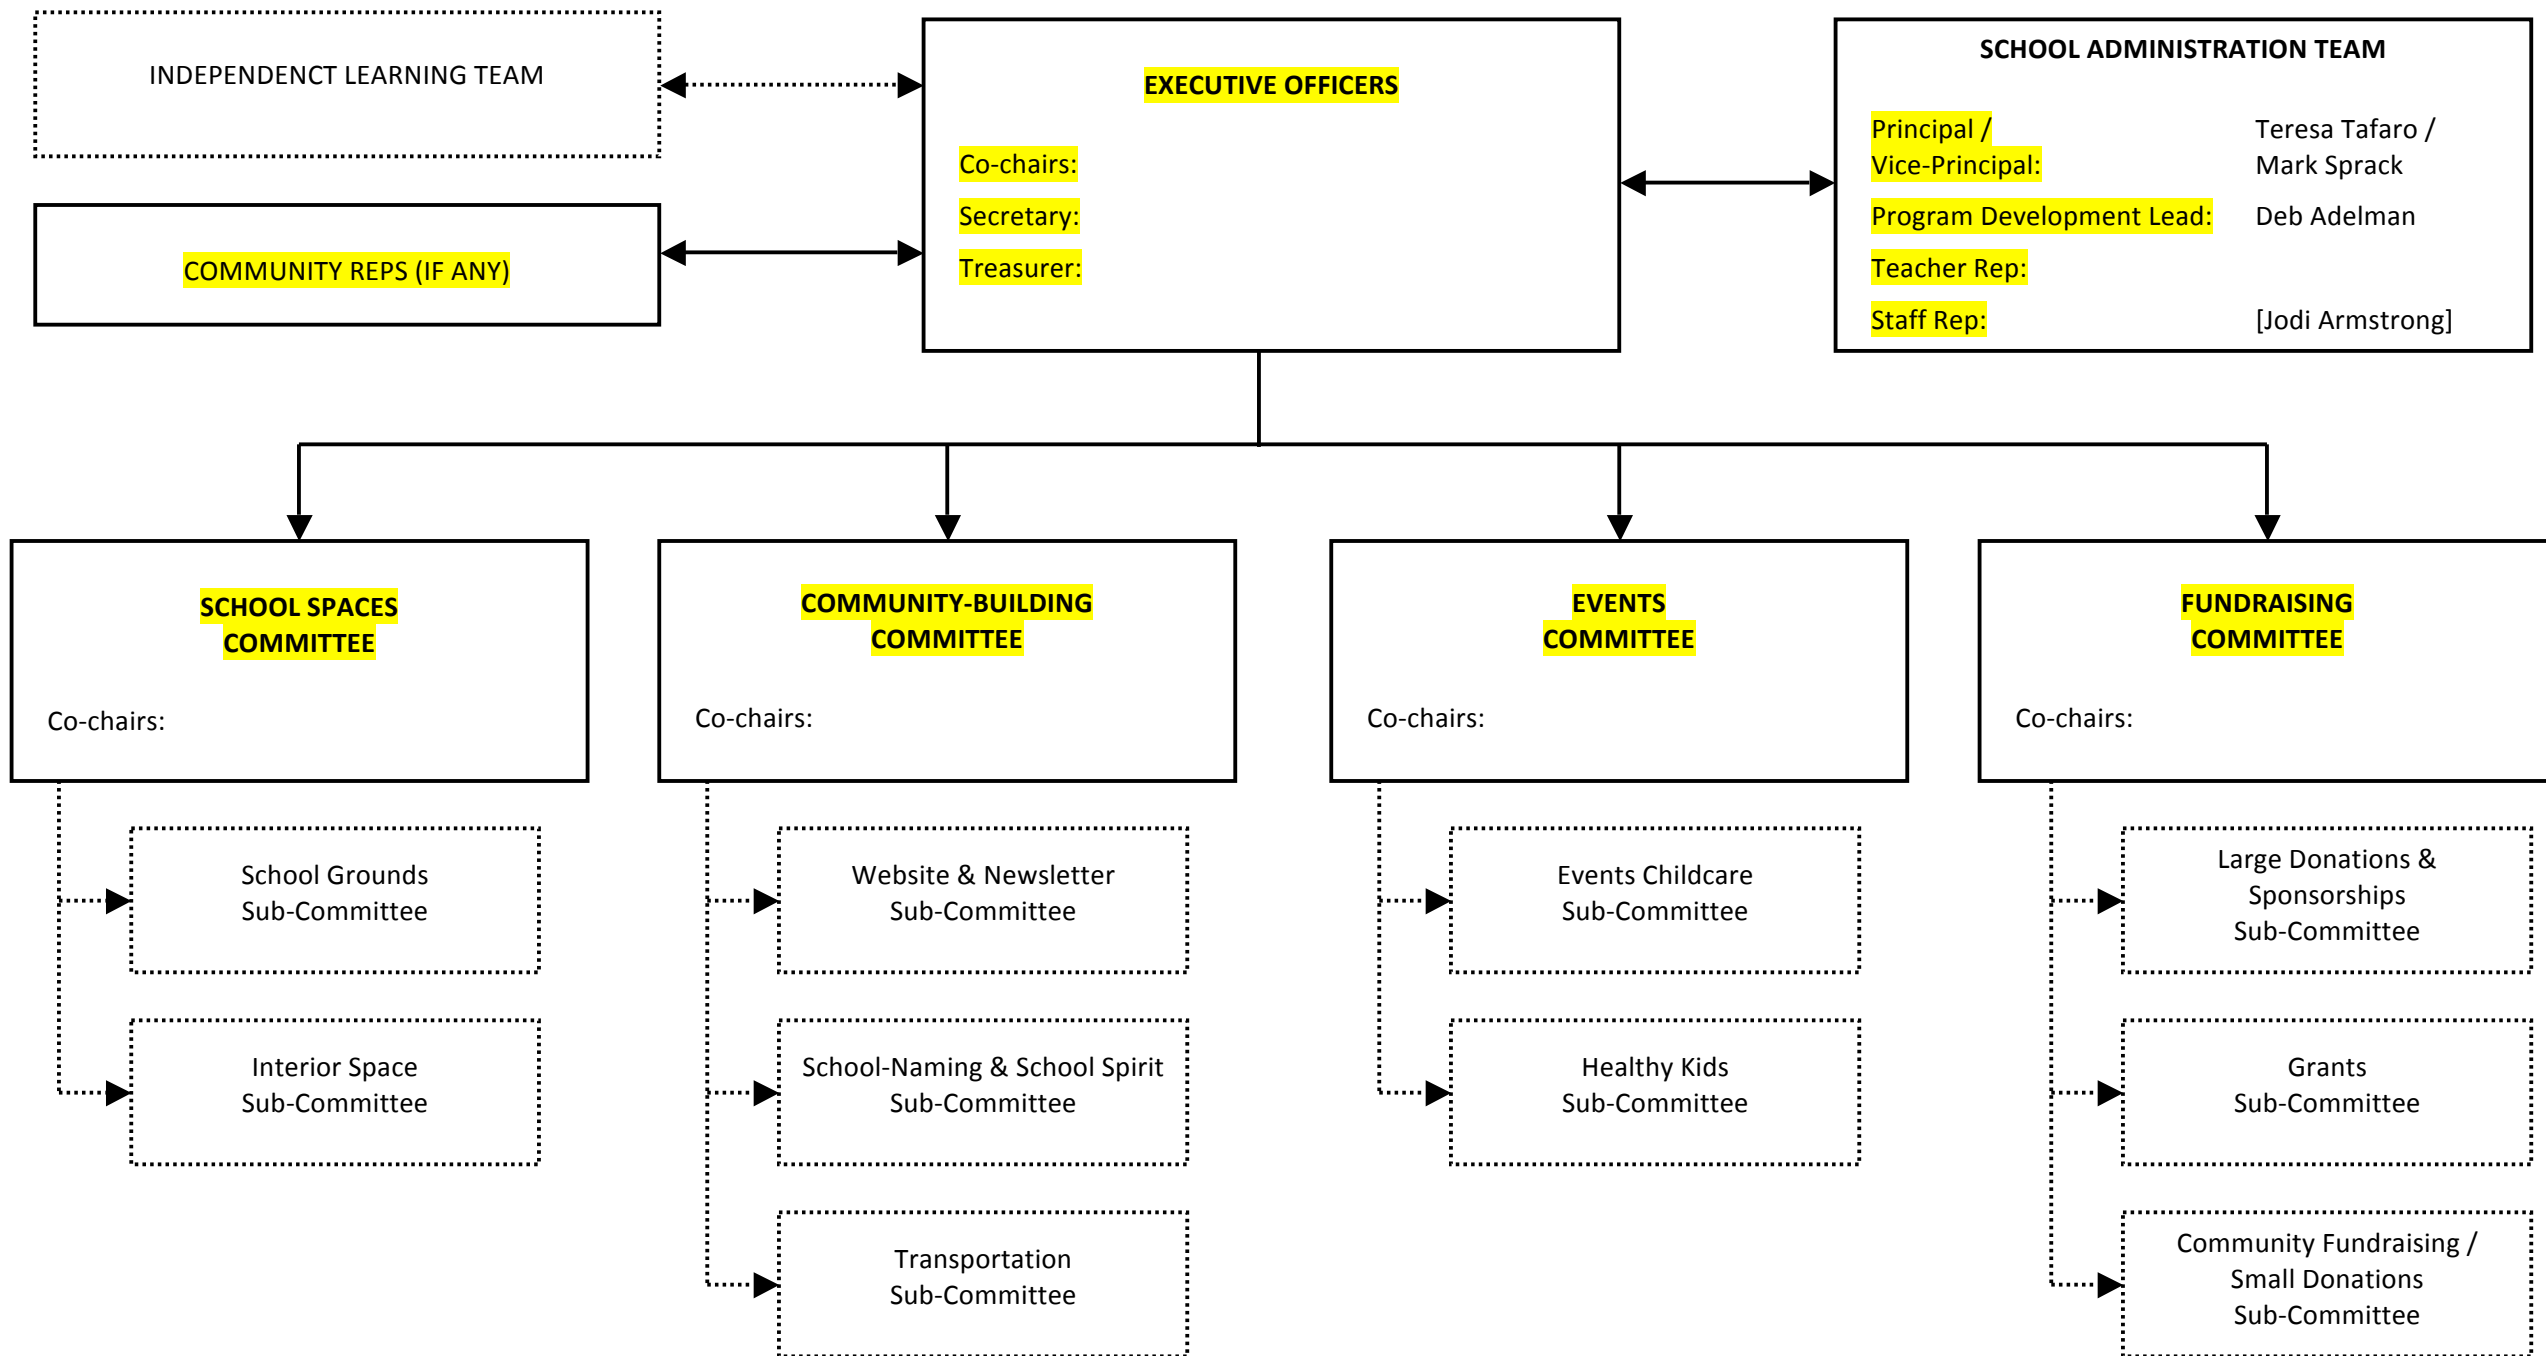 INDEPENDENCT LEARNING TEAM
COMMUNITY REPS (IF ANY)
EXECUTIVE OFFICERS
Co-chairs:
Secretary:
Treasurer:
SCHOOL ADMINISTRATION TEAM
Principal / Teresa Tafaro /
Vice-Principal: Mark Sprack
Program Development Lead: Deb Adelman
Teacher Rep:
Staff Rep: [Jodi Armstrong]
SCHOOL SPACES
COMMITTEE
Co-chairs:
COMMUNITY-BUILDING
COMMITTEE
Co-chairs:
EVENTS
COMMITTEE
Co-chairs:
FUNDRAISING
COMMITTEE
Co-chairs:
School Grounds
Sub-Committee
Interior Space
Sub-Committee
Website & Newsletter
Sub-Committee
School-Naming & School Spirit
Sub-Committee
Transportation
Sub-Committee
Events Childcare
Sub-Committee
Healthy Kids
Sub-Committee
Large Donations &
Sponsorships
Sub-Committee
Grants
Sub-Committee
Community Fundraising /
Small Donations
Sub-Committee